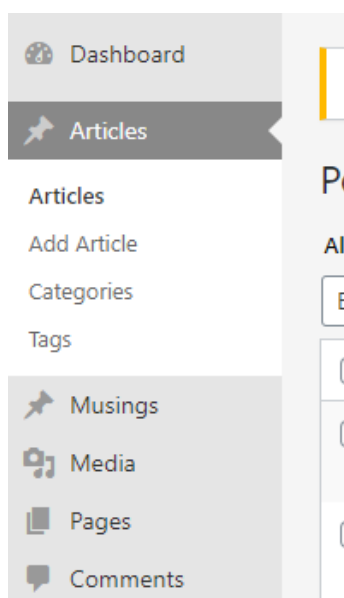 Dashboard
Articles
Articles
Add Article
Categories
Tags
Musings
Media
Pages
Comments